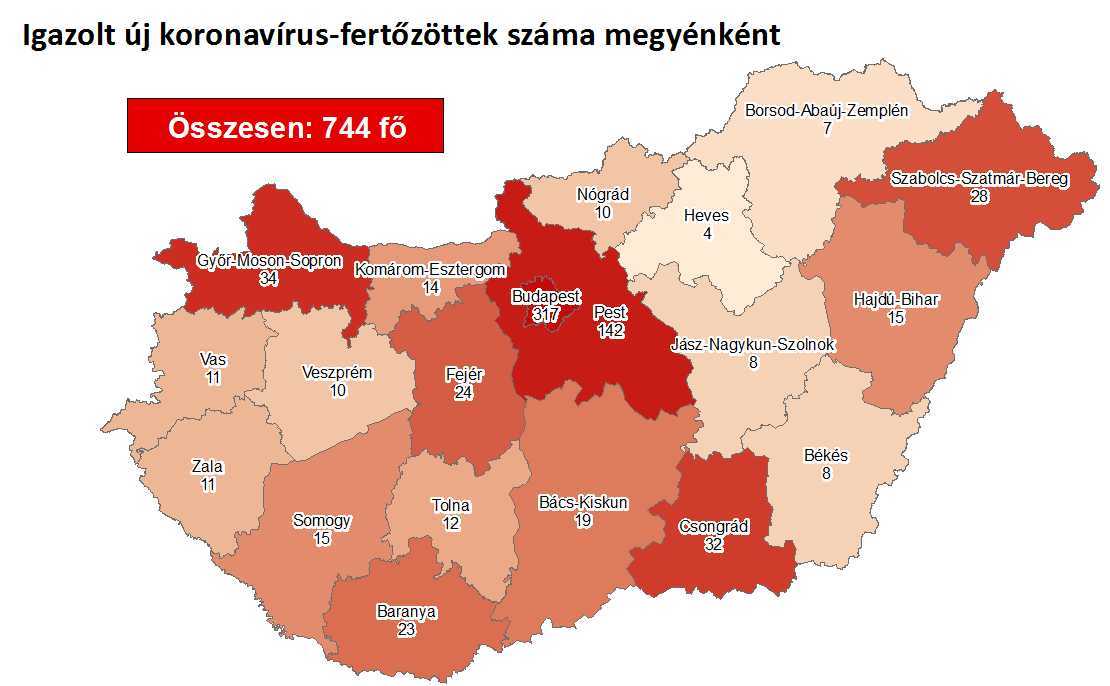 Igazolt új koronavírus-fertőzöttek száma megyénként
Összesen: 744 fő
Borsod-Abaúj-Zemplén
7
Szabolcs-Szatmár-Bereg
28
Nógrád
10
Heves
4
Győr-Moson-Sopron
34
Komárom-Esztergom
14
Budapest
317
Pest
142
Hajdú-Bihar
15
Jász-Nagykun-Szolnok
8
Vas
11
Veszprém
10
Fejér
24
Békés
8
Zala
11
Tolna
12
Bács-Kiskun
19
Somogy
15
Csongrád
32
Baranya
23